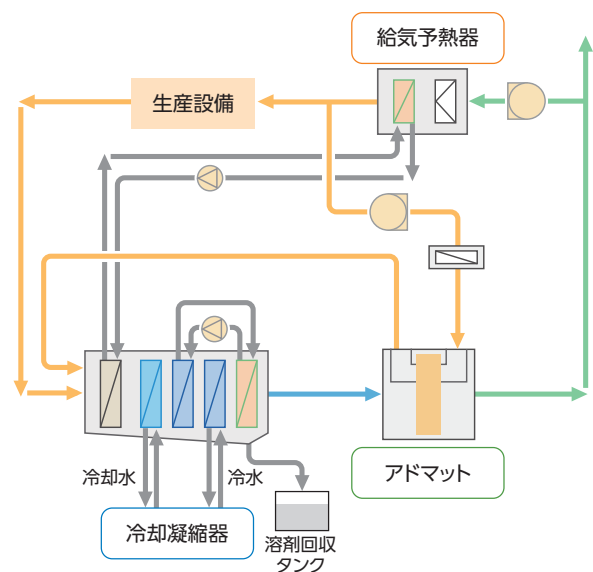 給気予熱器
生産設備
冷却水
冷水
アドマット
冷却凝縮器
溶剤回収
タンク